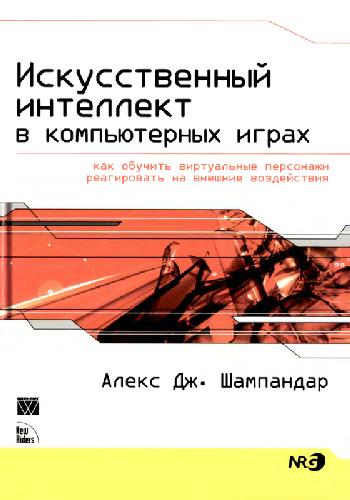 Искусственный
интеллект
в компьютерных играх
как обучить виртуальные персонажи
реагировать на внешние воздействия
Алекс Дж. Шампандар
New
Riders
NRG